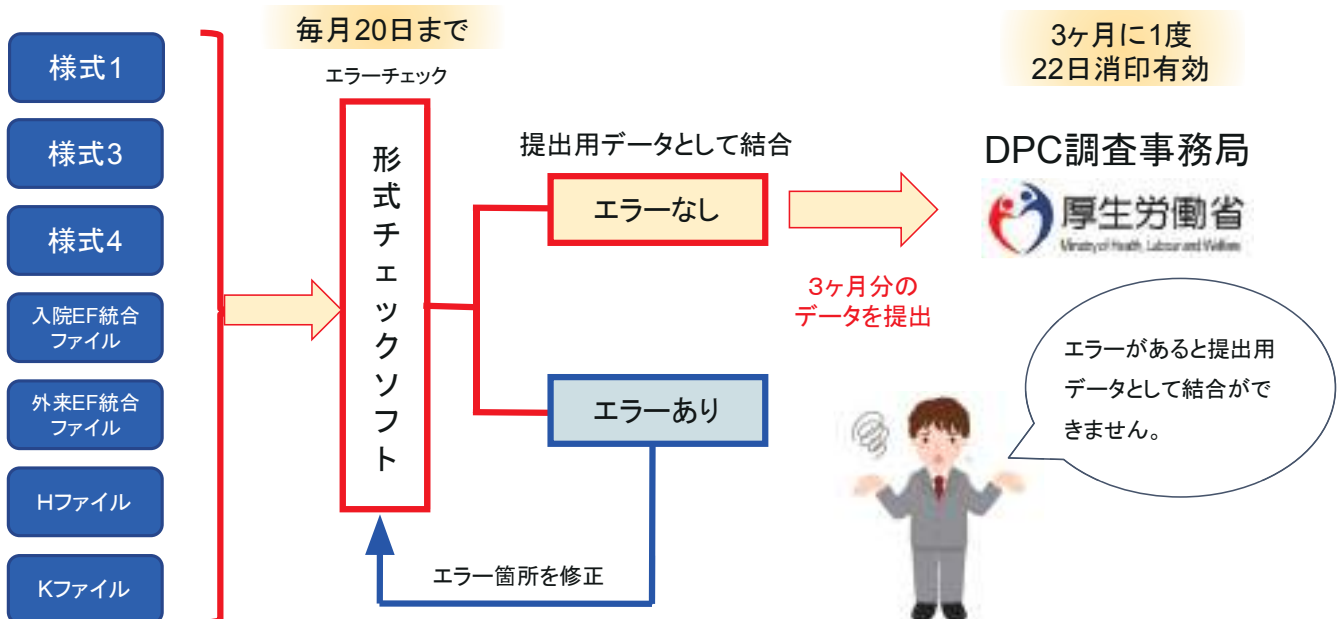 毎月20日まで
3ヶ月に1度
22日消印有効
様式1
様式3
様式4
入院EF統合
ファイル
外来EF統合
ファイル
Hファイル
Kファイル
エラーチェック
形式チェックソフト
提出用データとして結合
エラーなし
エラーあり
エラー箇所を修正
3ヶ月分の
データを提出
DPC調査事務局
厚生労働省
Ministry of Health, Labour and Welfare
エラーがあると提出用
データとして結合がで
きません。